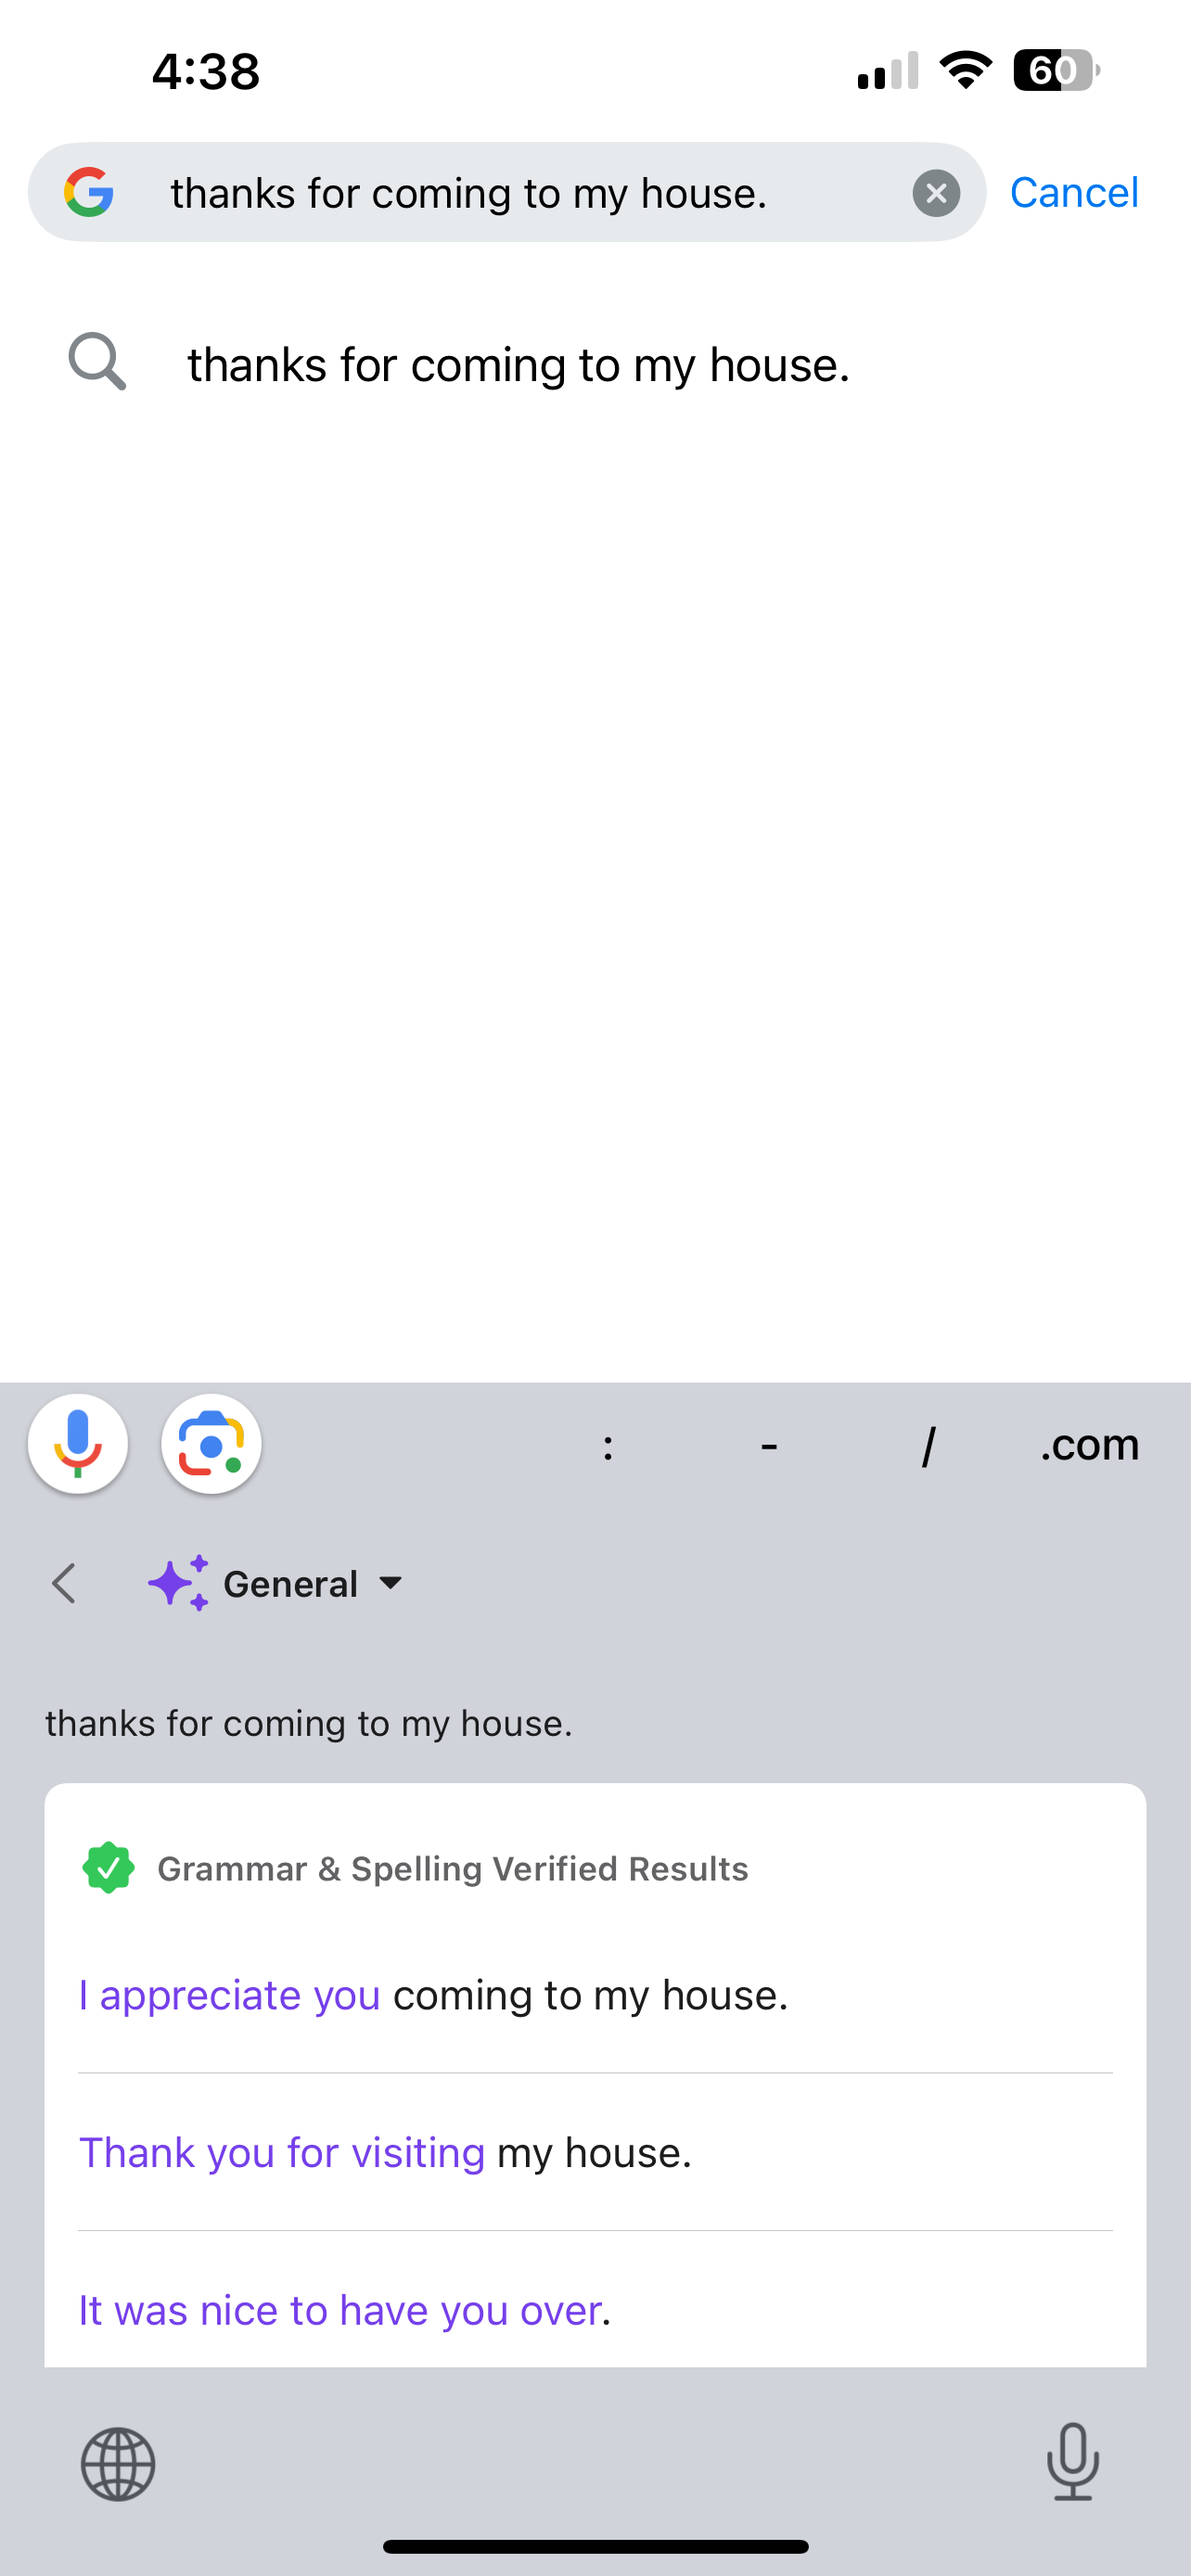 4:38
60
thanks for coming to my house.
Cancel
thanks for coming to my house.
: - / .com
General
thanks for coming to my house.
Grammar & Spelling Verified Results
I appreciate you coming to my house.
Thank you for visiting my house.
It was nice to have you over.